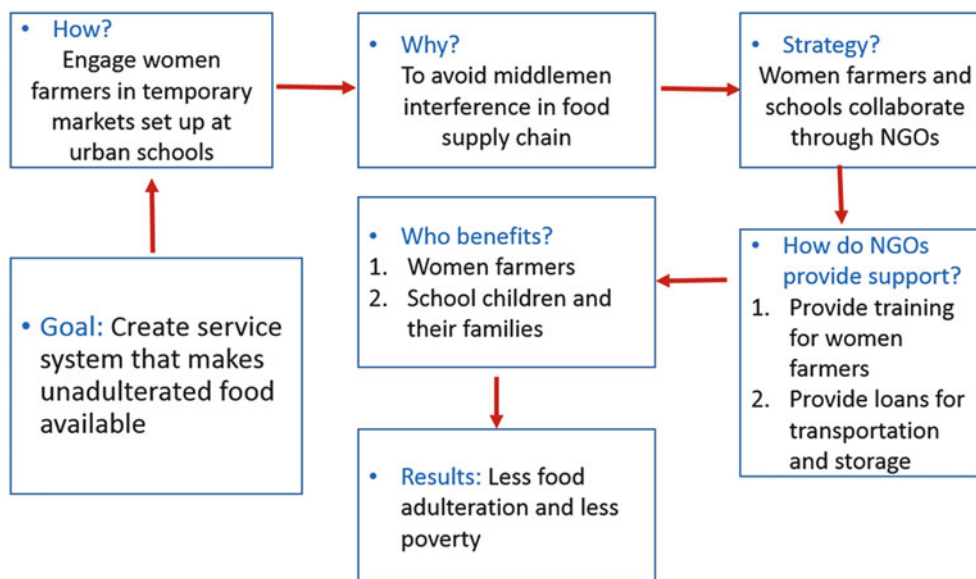 • How?
Engage women
farmers in temporary
markets set up at
urban schools
• Why?
To avoid middlemen
interference in food
supply chain
• Strategy?
Women farmers and
schools collaborate
through NGOs
• Goal: Create service
system that makes
unadulterated food
available
• Who benefits?
1. Women farmers
2. School children and
their families
• How do NGOs
provide support?
1. Provide training
for women
farmers
2. Provide loans for
transportation
and storage
• Results: Less food
adulteration and less
poverty